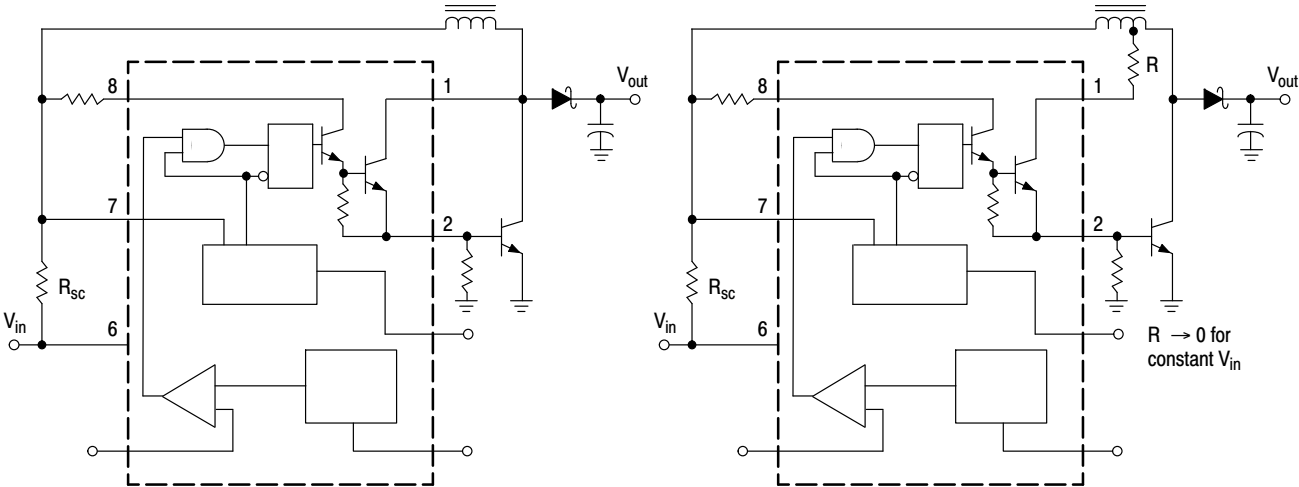 8
1
V_out
7
2
R_sc
V_in
6
R
8
1
V_out
7
2
R_sc
V_in
6
R → 0 for
constant V_in